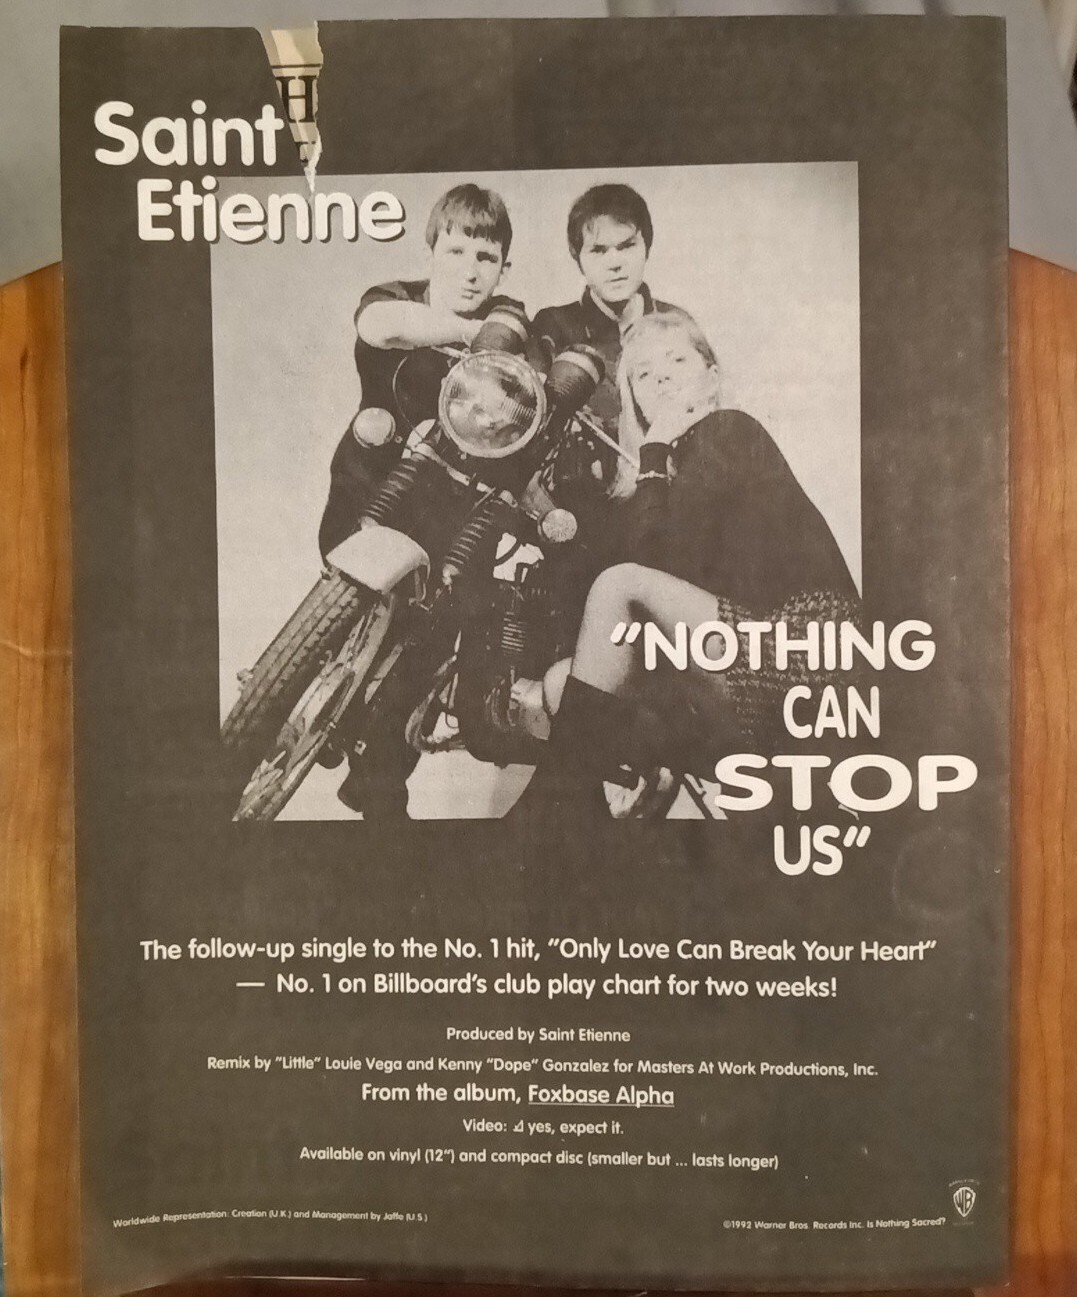 H
Saint
Etienne
"NOTHING
CAN
STOP
US"
The follow-up single to the No. 1 hit, "Only Love Can Break Your Heart"
— No. 1 on Billboard's club play chart for two weeks!
Produced by Saint Etienne
Remix by "Little" Louie Vega and Kenny "Dope" Gonzalez for Masters At Work Productions, Inc.
From the album, Foxbase Alpha
Video: yes, expect it.
Available on vinyl (12") and compact disc (smaller but ... lasts longer)
Worldwide Representation: Creation (U.K.) and Management by Jaffe (U.S.)
©1992 Warner Bros. Records Inc. Is Nothing Sacred?
WB